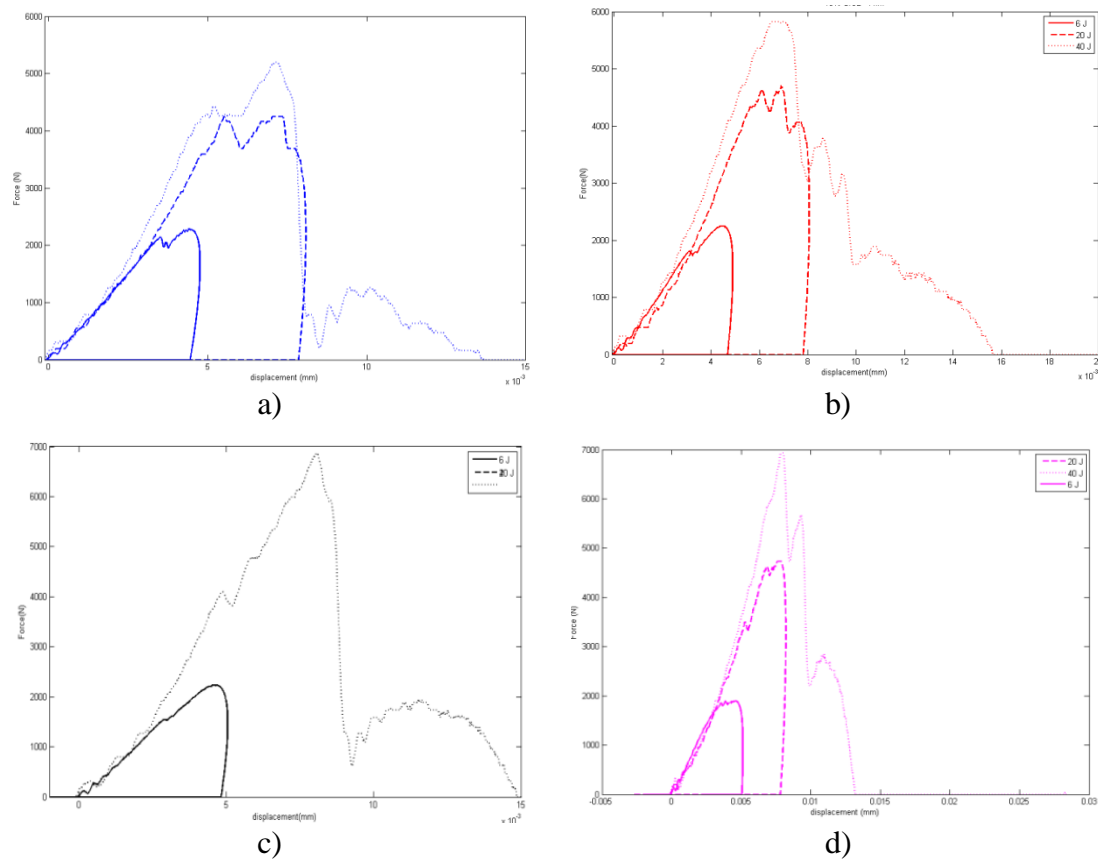 6000
5000
4000
3000
2000
1000
0
Force (N)
0
5
10
15
displacement (mm)
x 10⁻³
a)
6 J
20 J
40 J
6000
5000
4000
3000
2000
1000
0
Force(N)
0
2
4
6
8
10
12
14
16
18
20
displacement(mm)
x 10⁻³
b)
6 J
7000
6000
5000
4000
3000
2000
1000
0
Force(N)
0
5
10
15
displacement(mm)
x 10⁻³
c)
20 J
40 J
6 J
7000
6000
5000
4000
3000
2000
1000
0
Force (N)
-0.005
0
0.005
0.01
0.015
0.02
0.025
0.03
displacement (mm)
d)